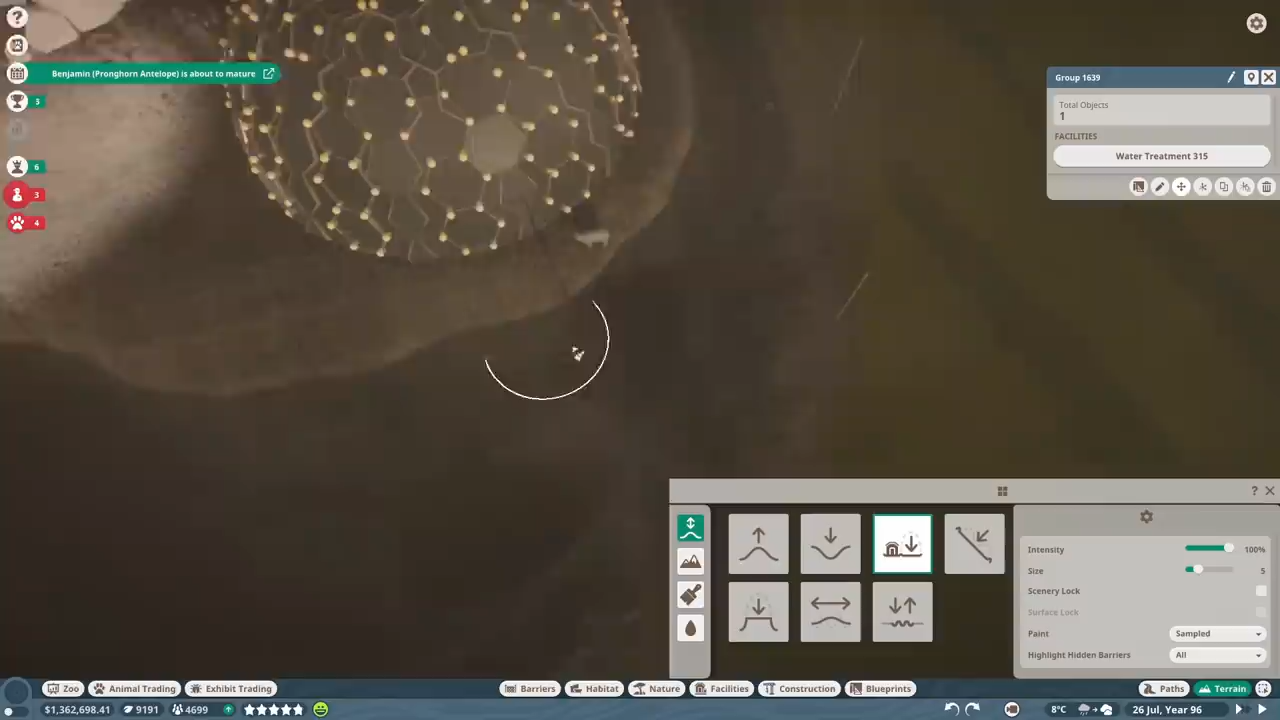 ?
Benjamin (Pronghorn Antelope) is about to mature
3
6
3
4
Group 1639
Total Objects
1
FACILITIES
Water Treatment 315
?
Intensity 100%
Size 5
Scenery Lock
Surface Lock
Paint Sampled
Highlight Hidden Barriers All
Zoo Animal Trading Exhibit Trading Barriers Habitat Nature Facilities Construction Blueprints Paths Terrain
$1,362,698.41 9191 4699 8°C 26 Jul, Year 96